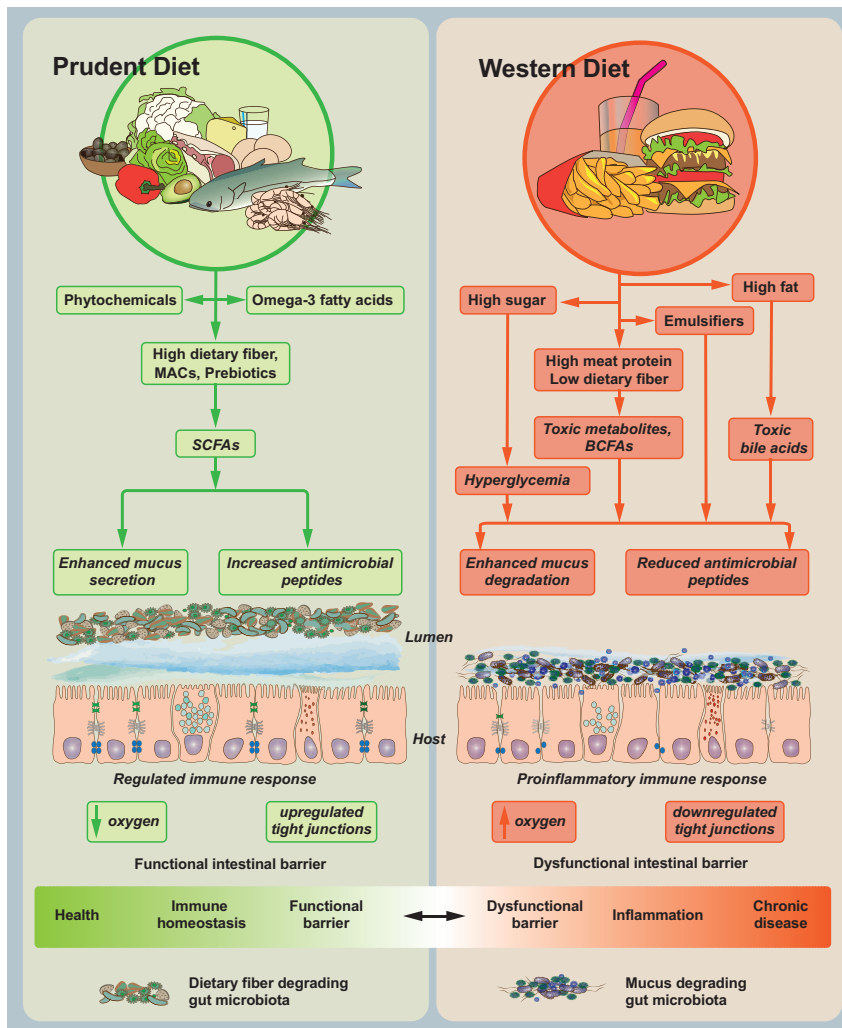 Prudent Diet
Phytochemicals
Omega-3 fatty acids
High dietary fiber,
MACs, Prebiotics
SCFAs
Enhanced mucus
secretion
Increased antimicrobial
peptides
Western Diet
High sugar
High fat
Emulsifiers
High meat protein
Low dietary fiber
Toxic metabolites,
BCFAs
Toxic
bile acids
Hyperglycemia
Enhanced mucus
degradation
Reduced antimicrobial
peptides
Lumen
Host
Regulated immune response
oxygen
upregulated
tight junctions
Functional intestinal barrier
Proinflammatory immune response
oxygen
downregulated
tight junctions
Dysfunctional intestinal barrier
Health
Immune
homeostasis
Functional
barrier
Dysfunctional
barrier
Inflammation
Chronic
disease
Dietary fiber degrading
gut microbiota
Mucus degrading
gut microbiota